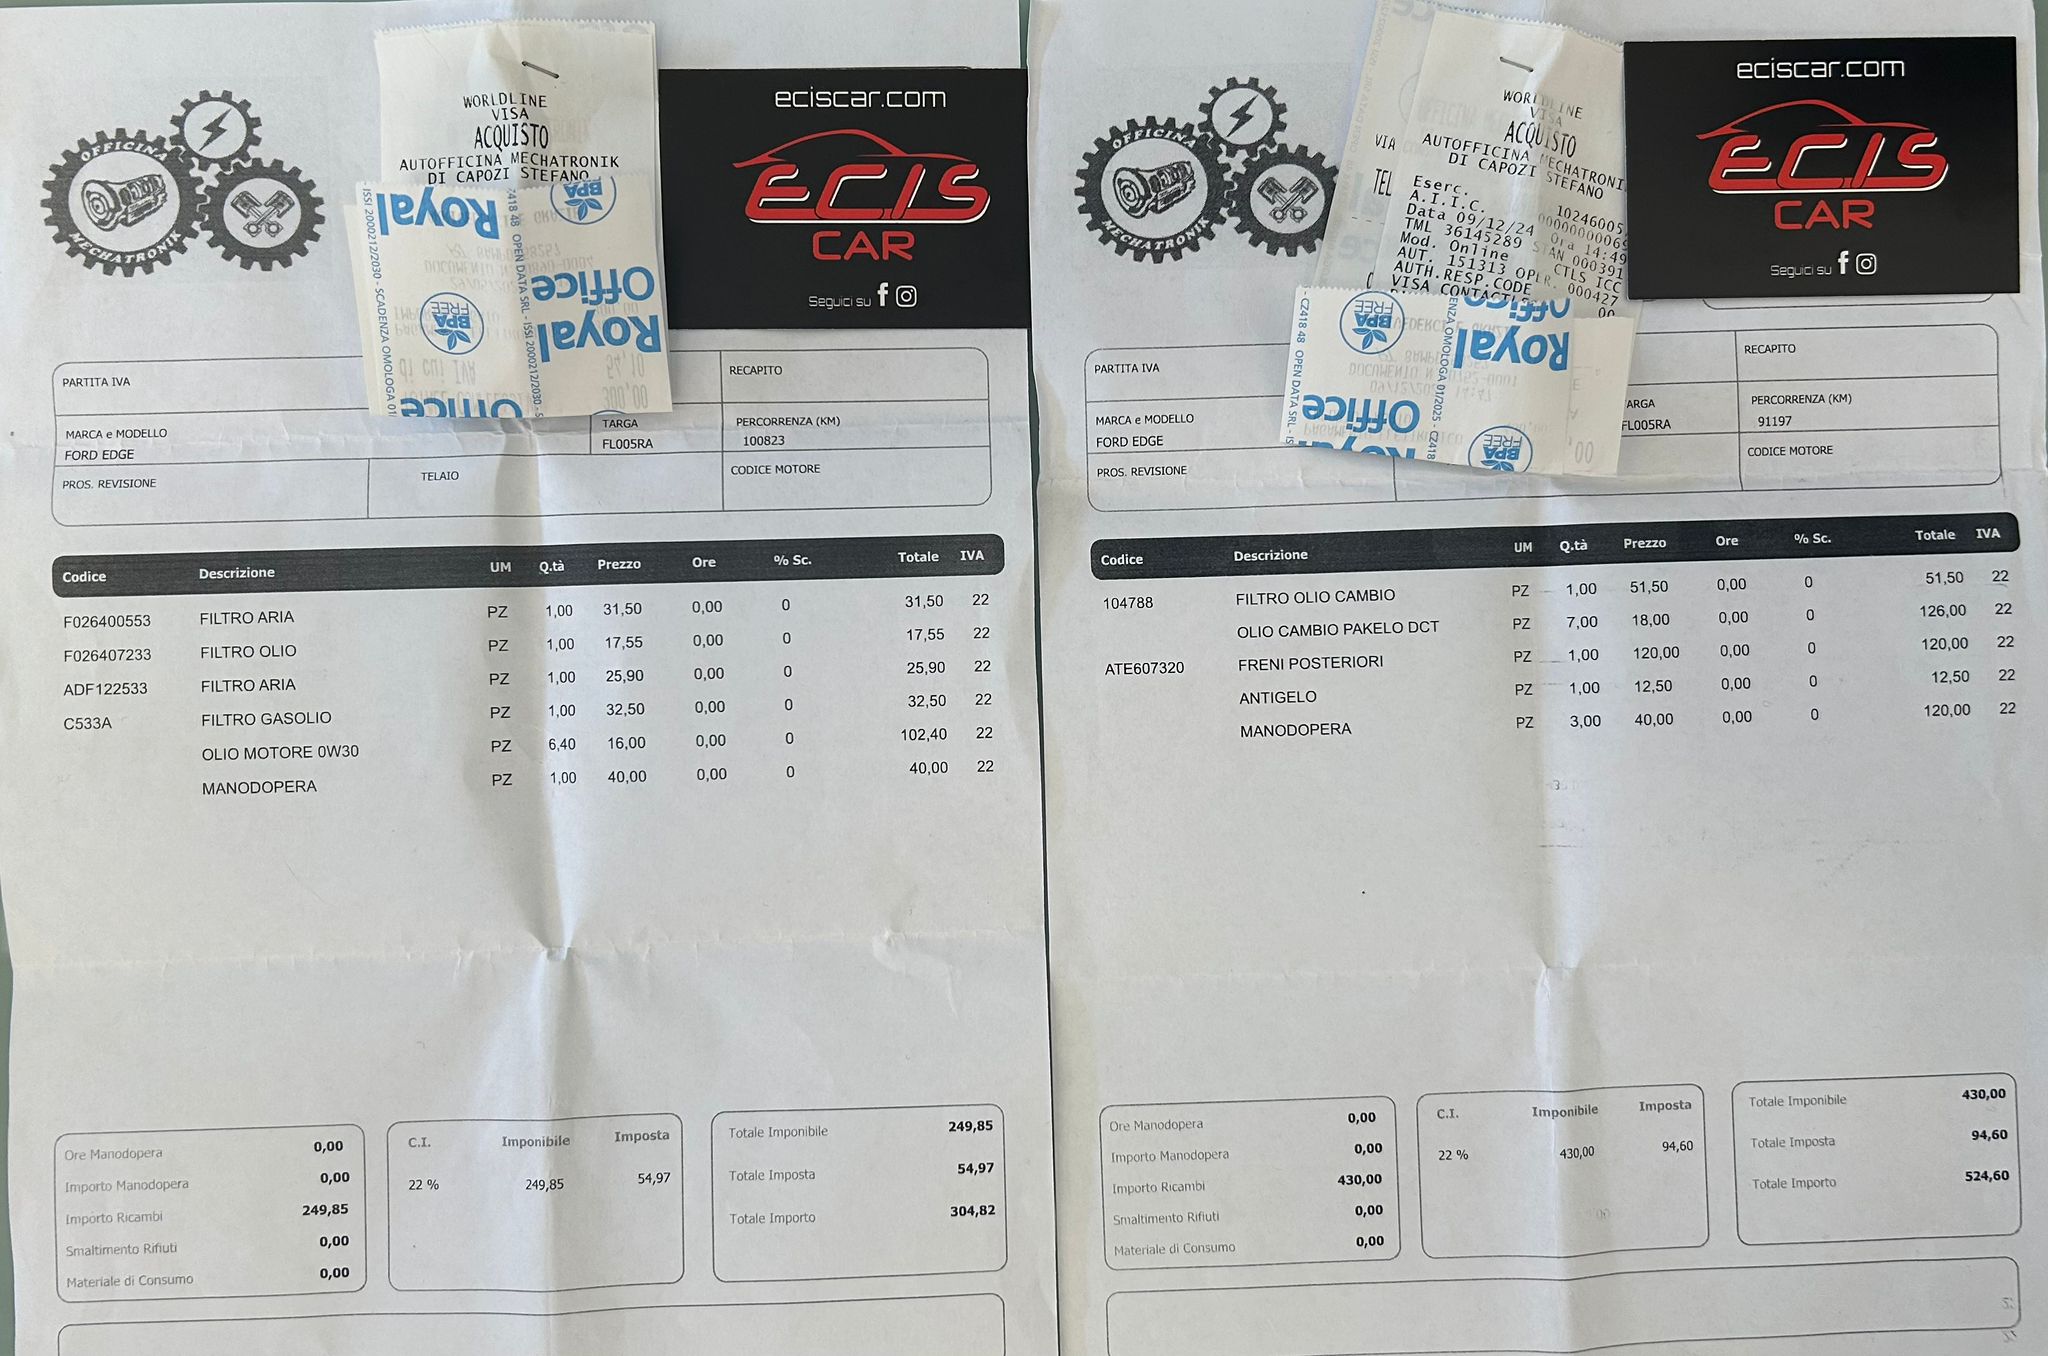 OFFICINA
MECHATRONIK
WORLDLINE
VISA
ACQUISTO
AUTOFFICINA MECHATRONIK
DI CAPOZI STEFANO
Royal
Office
BPA
FREE
eciscar.com
ECIS
CAR
Seguici su
PARTITA IVA
RECAPITO
MARCA e MODELLO
FORD EDGE
TARGA
FL005RA
PERCORRENZA (KM)
100823
PROS. REVISIONE
TELAIO
CODICE MOTORE
Codice Descrizione UM Q.tà Prezzo Ore % Sc. Totale IVA
F026400553 FILTRO ARIA PZ 1,00 31,50 0,00 0 31,50 22
F026407233 FILTRO OLIO PZ 1,00 17,55 0,00 0 17,55 22
ADF122533 FILTRO ARIA PZ 1,00 25,90 0,00 0 25,90 22
C533A FILTRO GASOLIO PZ 1,00 32,50 0,00 0 32,50 22
OLIO MOTORE 0W30 PZ 6,40 16,00 0,00 0 102,40 22
MANODOPERA PZ 1,00 40,00 0,00 0 40,00 22
Ore Manodopera 0,00
Importo Manodopera 0,00
Importo Ricambi 249,85
Smaltimento Rifiuti 0,00
Materiale di Consumo 0,00
C.I. Imponibile Imposta
22 % 249,85 54,97
Totale Imponibile 249,85
Totale Imposta 54,97
Totale Importo 304,82
OFFICINA
MECHATRONIK
WORLDLINE
VISA
ACQUISTO
AUTOFFICINA MECHATRONI
DI CAPOZI STEFANO
Eserc. 10246005
A.I.I.C.
Data 09/12/24 Ora 14:49
TML 36145289 STAN 000391
Mod. Online CTLS ICC
AUT. 151313 OPER. 000427
AUTH.RESP.CODE 00
VISA CONTACTLS
VIA
TEL
Royal
Office
BPA
FREE
eciscar.com
ECIS
CAR
Seguici su
PARTITA IVA
RECAPITO
MARCA e MODELLO
FORD EDGE
ARGA
FL005RA
PERCORRENZA (KM)
91197
PROS. REVISIONE
CODICE MOTORE
Codice Descrizione UM Q.tà Prezzo Ore % Sc. Totale IVA
104788 FILTRO OLIO CAMBIO PZ 1,00 51,50 0,00 0 51,50 22
OLIO CAMBIO PAKELO DCT PZ 7,00 18,00 0,00 0 126,00 22
ATE607320 FRENI POSTERIORI PZ 1,00 120,00 0,00 0 120,00 22
ANTIGELO PZ 1,00 12,50 0,00 0 12,50 22
MANODOPERA PZ 3,00 40,00 0,00 0 120,00 22
Ore Manodopera 0,00
Importo Manodopera 0,00
Importo Ricambi 430,00
Smaltimento Rifiuti 0,00
Materiale di Consumo 0,00
C.I. Imponibile Imposta
22 % 430,00 94,60
Totale Imponibile 430,00
Totale Imposta 94,60
Totale Importo 524,60